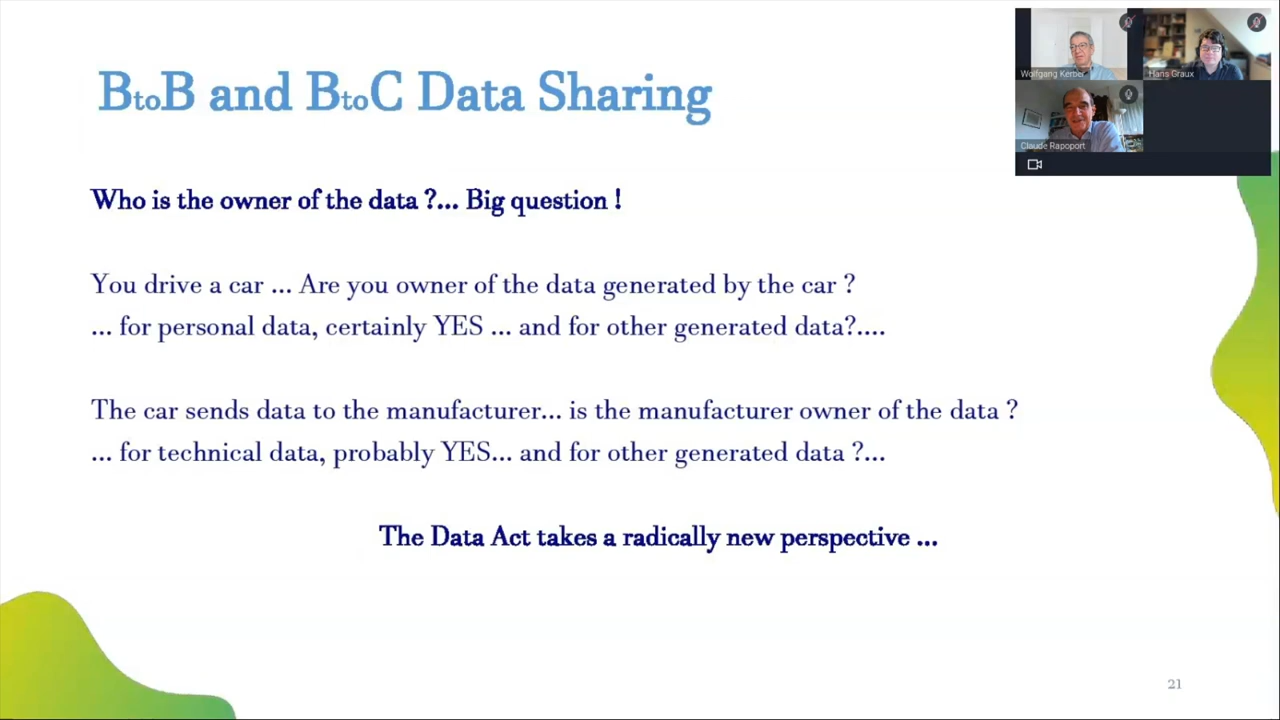 BtoB and BtoC Data Sharing
Wolfgang Kerber
Hans Graux
Claude Rapoport
Who is the owner of the data ?... Big question !
You drive a car ... Are you owner of the data generated by the car ?
... for personal data, certainly YES ... and for other generated data?....
The car sends data to the manufacturer... is the manufacturer owner of the data ?
... for technical data, probably YES... and for other generated data ?...
The Data Act takes a radically new perspective ...
21